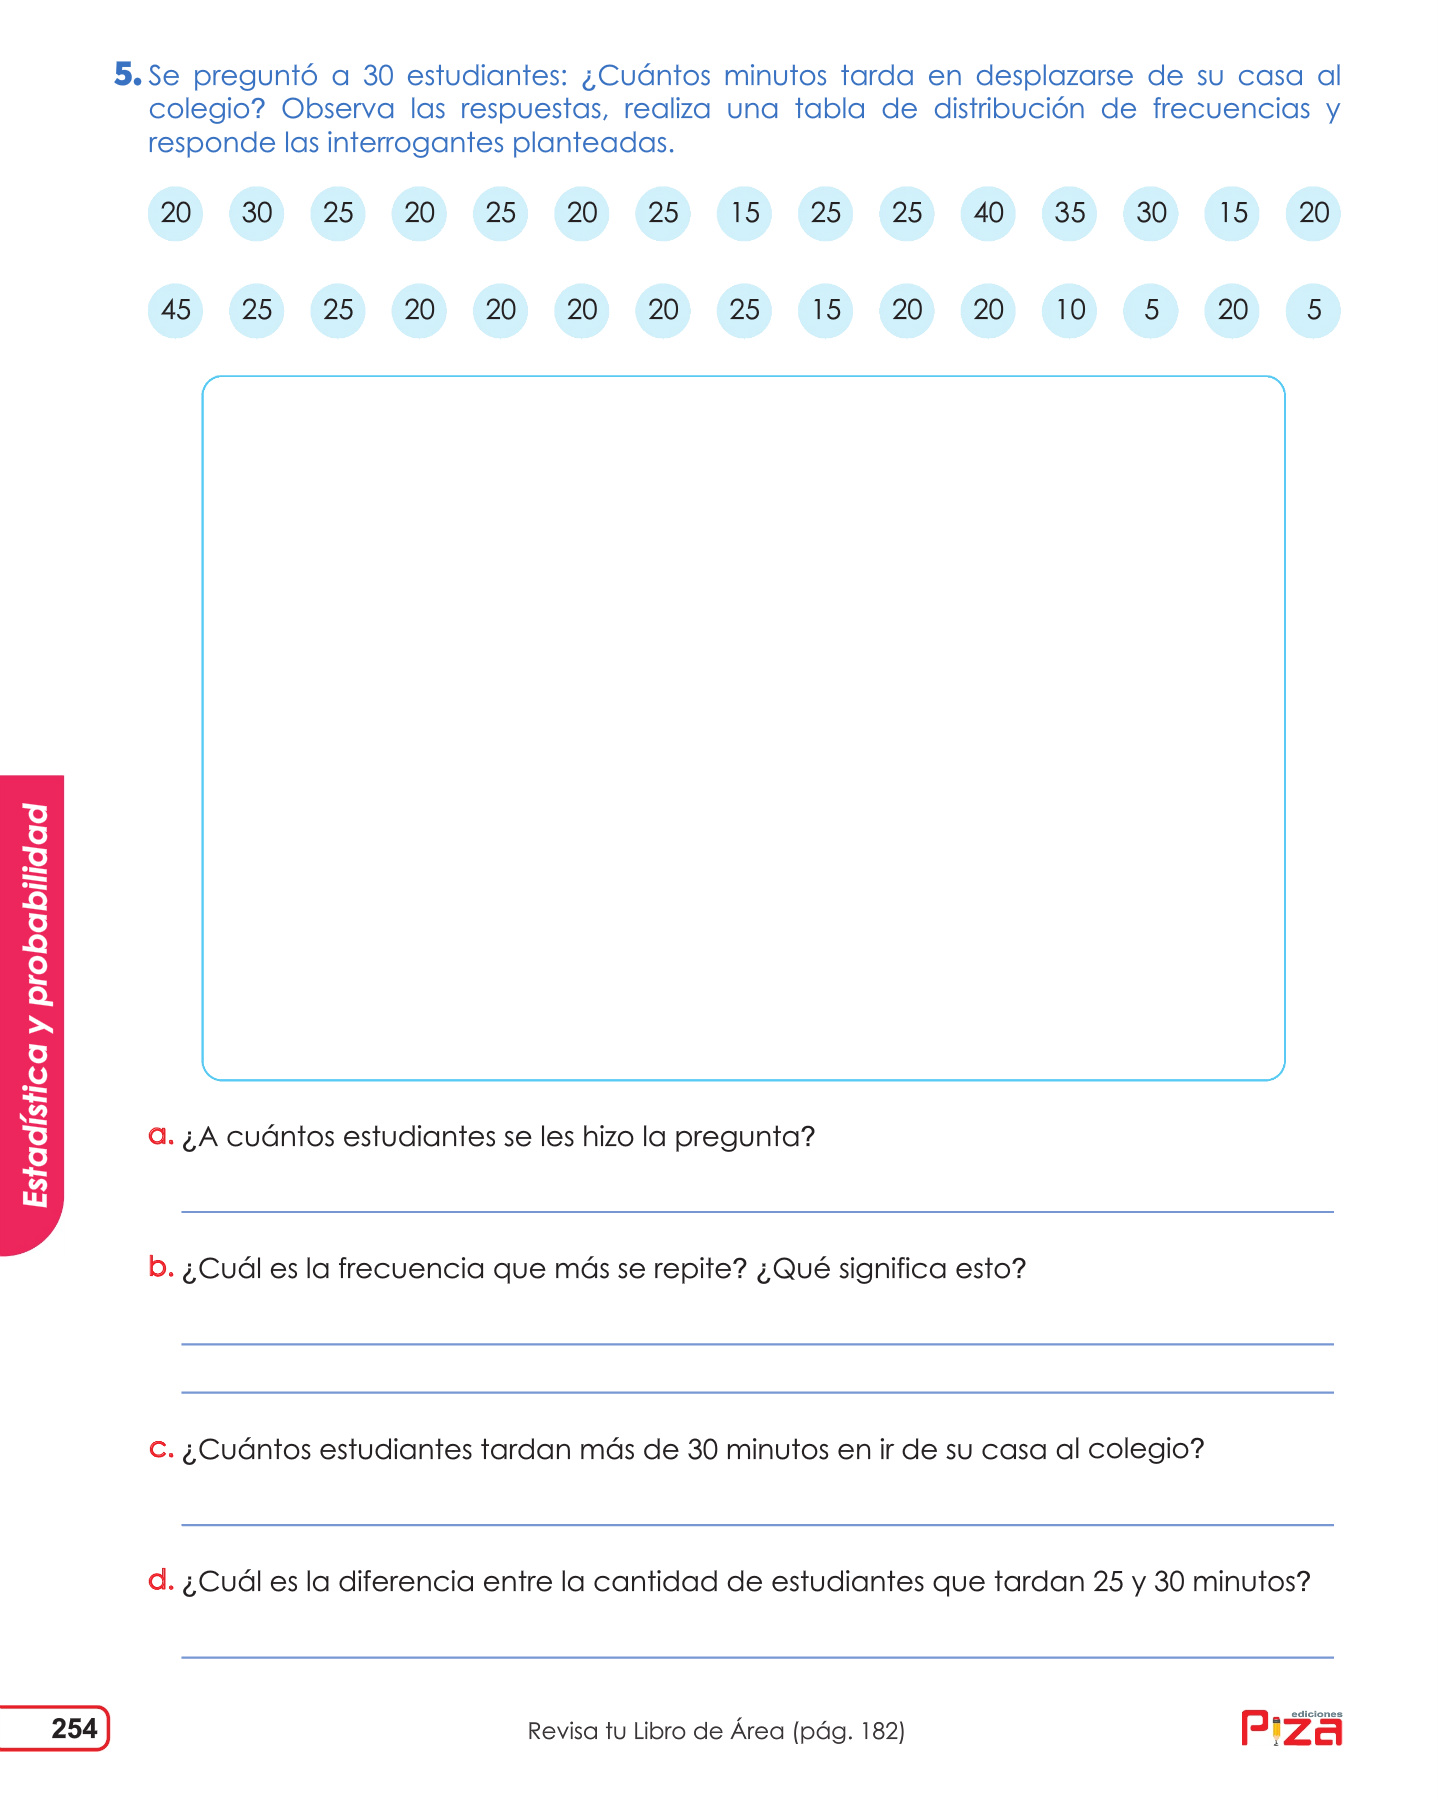 5. Se preguntó a 30 estudiantes: ¿Cuántos minutos tarda en desplazarse de su casa al
colegio? Observa las respuestas, realiza una tabla de distribución de frecuencias y
responde las interrogantes planteadas.
20 30 25 20 25 20 25 15 25 25 40 35 30 15 20
45 25 25 20 20 20 20 25 15 20 20 10 5 20 5
Estadística y probabilidad
a. ¿A cuántos estudiantes se les hizo la pregunta?
b. ¿Cuál es la frecuencia que más se repite? ¿Qué significa esto?
c. ¿Cuántos estudiantes tardan más de 30 minutos en ir de su casa al colegio?
d. ¿Cuál es la diferencia entre la cantidad de estudiantes que tardan 25 y 30 minutos?
254
Revisa tu Libro de Área (pág. 182)
ediciones
Piza